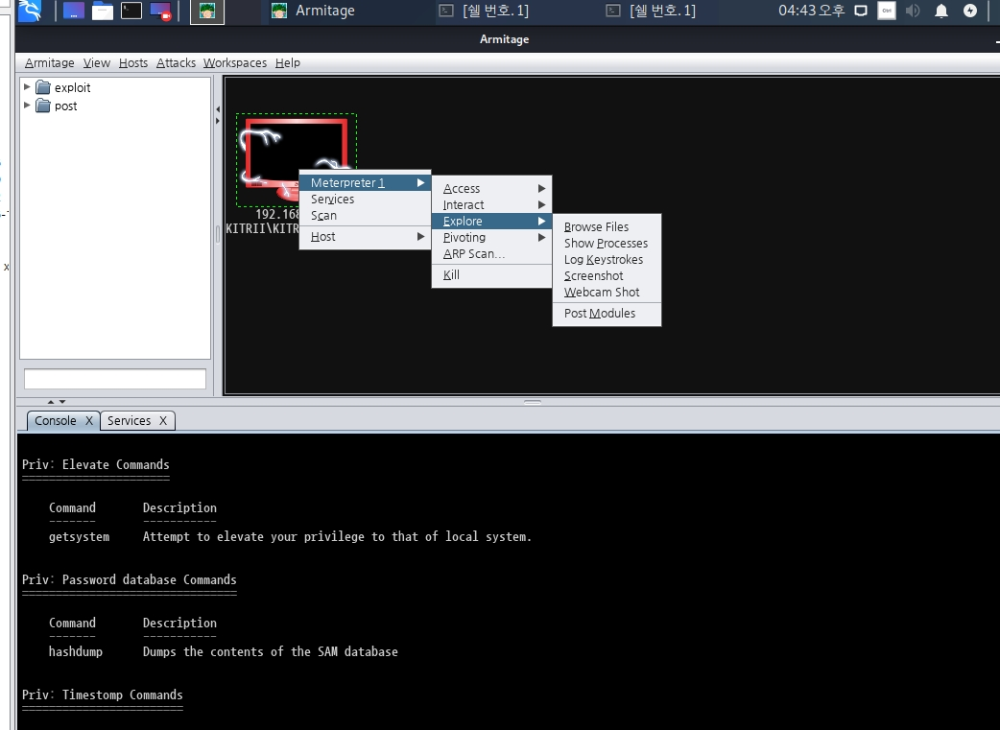 Armitage
[쉘 번호. 1]
[쉘 번호. 1]
04:43 오후
Armitage
Armitage View Hosts Attacks Workspaces Help
exploit
post
Meterpreter 1
Services
Scan
Host
Access
Interact
Explore
Pivoting
ARP Scan...
Kill
Browse Files
Show Processes
Log Keystrokes
Screenshot
Webcam Shot
Post Modules
192.168
KITRII\KITR
Console X
Services X
Priv: Elevate Commands
======================
Command Description
------- -----------
getsystem Attempt to elevate your privilege to that of local system.
Priv: Password database Commands
================================
Command Description
------- -----------
hashdump Dumps the contents of the SAM database
Priv: Timestomp Commands
========================